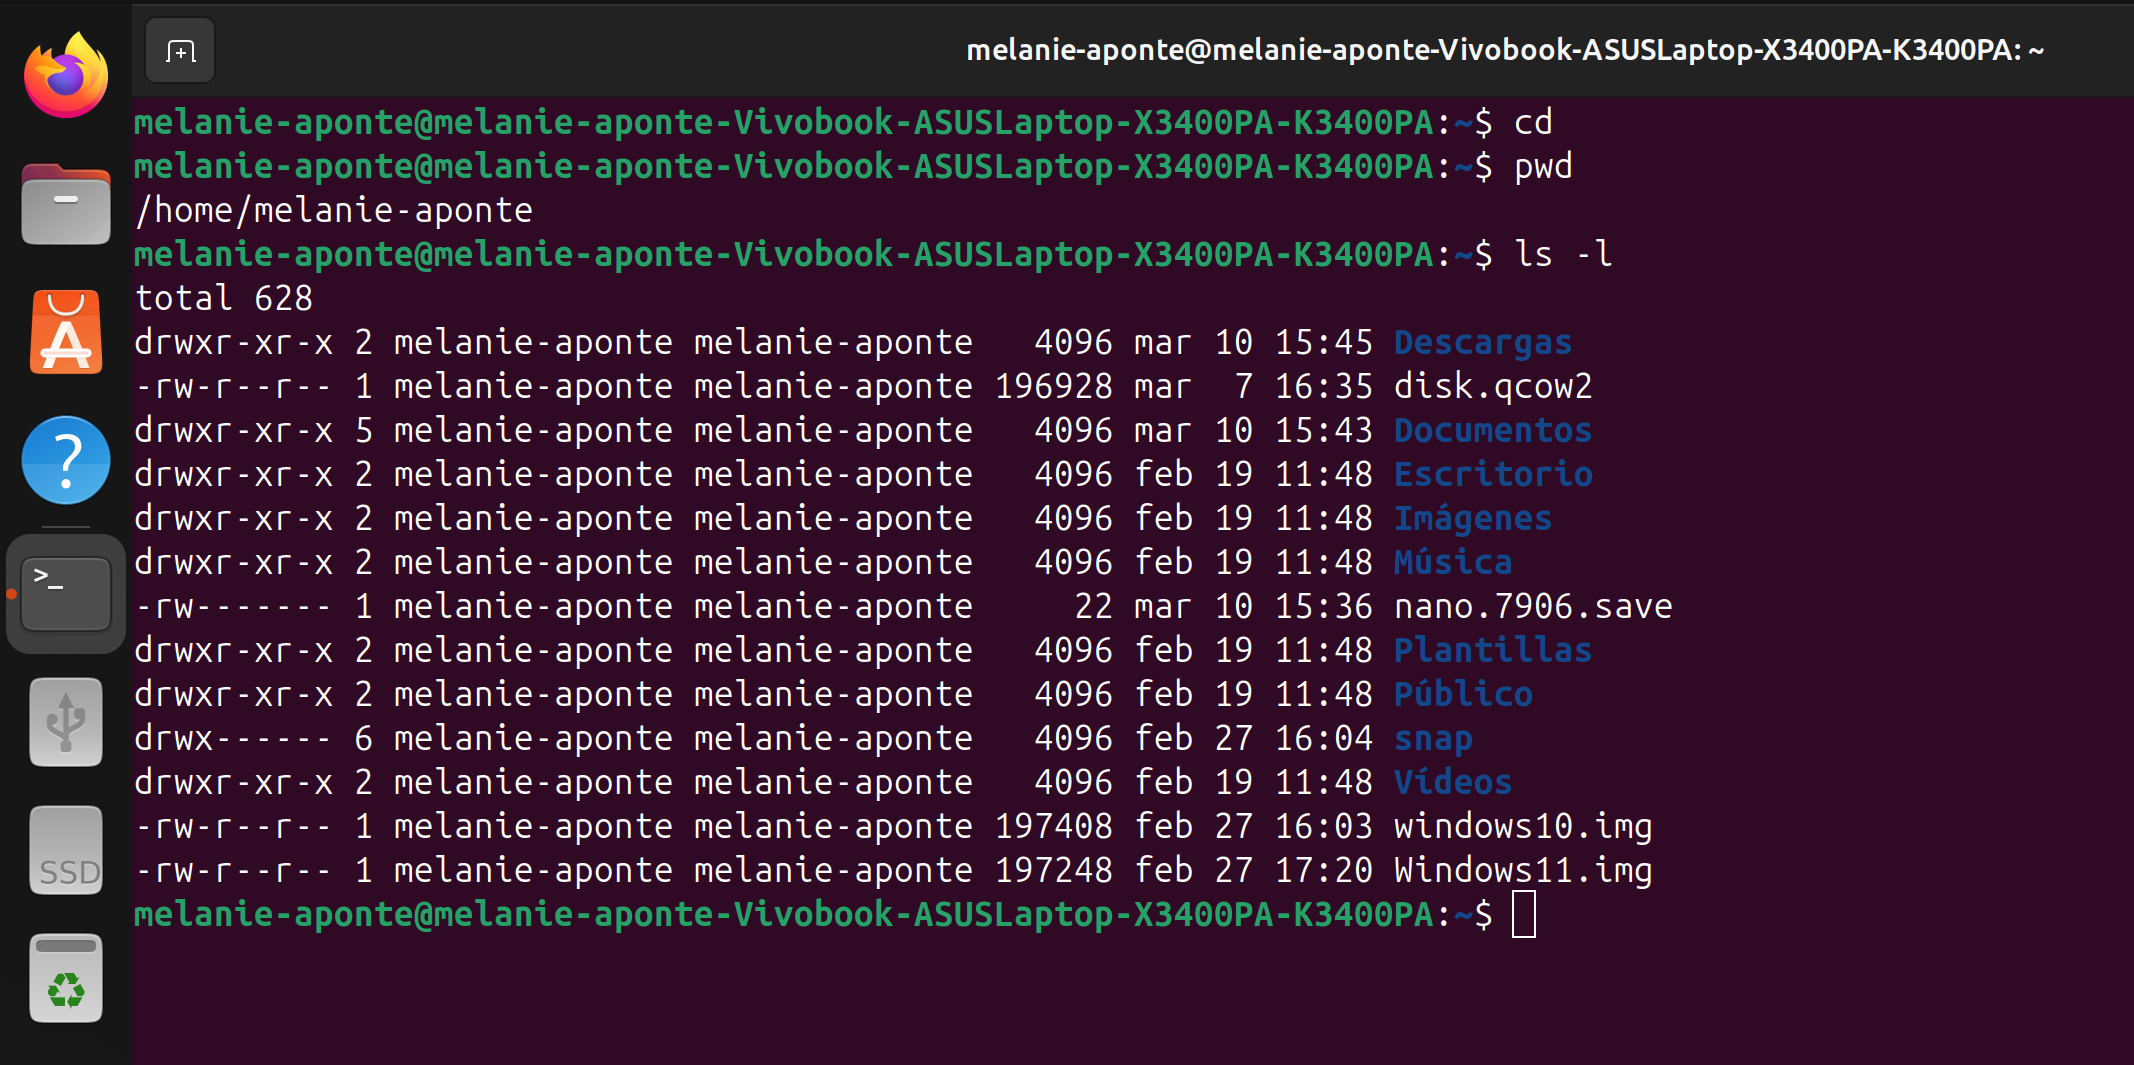 melanie-aponte@melanie-aponte-Vivobook-ASUSLaptop-X3400PA-K3400PA: ~
melanie-aponte@melanie-aponte-Vivobook-ASUSLaptop-X3400PA-K3400PA:~$ cd
melanie-aponte@melanie-aponte-Vivobook-ASUSLaptop-X3400PA-K3400PA:~$ pwd
/home/melanie-aponte
melanie-aponte@melanie-aponte-Vivobook-ASUSLaptop-X3400PA-K3400PA:~$ ls -l
total 628
drwxr-xr-x 2 melanie-aponte melanie-aponte   4096 mar 10 15:45 Descargas
-rw-r--r-- 1 melanie-aponte melanie-aponte 196928 mar  7 16:35 disk.qcow2
drwxr-xr-x 5 melanie-aponte melanie-aponte   4096 mar 10 15:43 Documentos
drwxr-xr-x 2 melanie-aponte melanie-aponte   4096 feb 19 11:48 Escritorio
drwxr-xr-x 2 melanie-aponte melanie-aponte   4096 feb 19 11:48 Imágenes
drwxr-xr-x 2 melanie-aponte melanie-aponte   4096 feb 19 11:48 Música
-rw------- 1 melanie-aponte melanie-aponte     22 mar 10 15:36 nano.7906.save
drwxr-xr-x 2 melanie-aponte melanie-aponte   4096 feb 19 11:48 Plantillas
drwxr-xr-x 2 melanie-aponte melanie-aponte   4096 feb 19 11:48 Público
drwx------ 6 melanie-aponte melanie-aponte   4096 feb 27 16:04 snap
drwxr-xr-x 2 melanie-aponte melanie-aponte   4096 feb 19 11:48 Vídeos
-rw-r--r-- 1 melanie-aponte melanie-aponte 197408 feb 27 16:03 windows10.img
-rw-r--r-- 1 melanie-aponte melanie-aponte 197248 feb 27 17:20 Windows11.img
melanie-aponte@melanie-aponte-Vivobook-ASUSLaptop-X3400PA-K3400PA:~$
A
?
>_
SSD